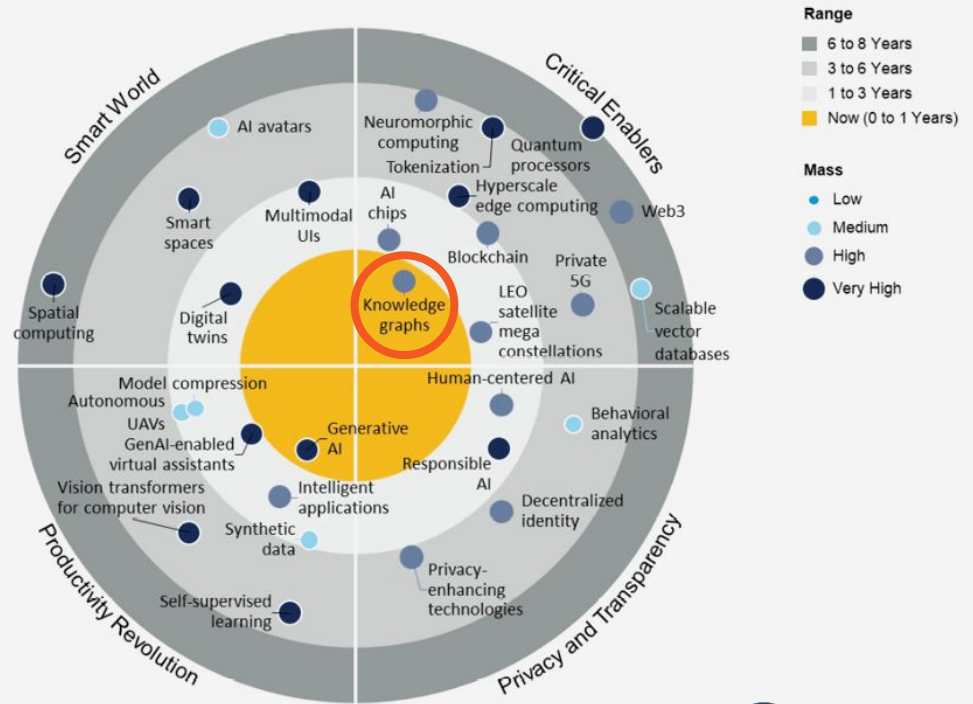 Range
6 to 8 Years
3 to 6 Years
1 to 3 Years
Now (0 to 1 Years)
Mass
Low
Medium
High
Very High
Smart World
AI avatars
Smart
spaces
Multimodal
UIs
Spatial
computing
Digital
twins
Critical Enablers
Neuromorphic
computing
Tokenization
Quantum
processors
AI
chips
Hyperscale
edge computing
Web3
Blockchain
Private
5G
Knowledge
graphs
LEO
satellite
mega
constellations
Scalable
vector
databases
Productivity Revolution
Model compression
Autonomous
UAVs
GenAI-enabled
virtual assistants
Generative
AI
Vision transformers
for computer vision
Intelligent
applications
Synthetic
data
Self-supervised
learning
Privacy and Transparency
Human-centered AI
Behavioral
analytics
Responsible
AI
Decentralized
identity
Privacy-
enhancing
technologies